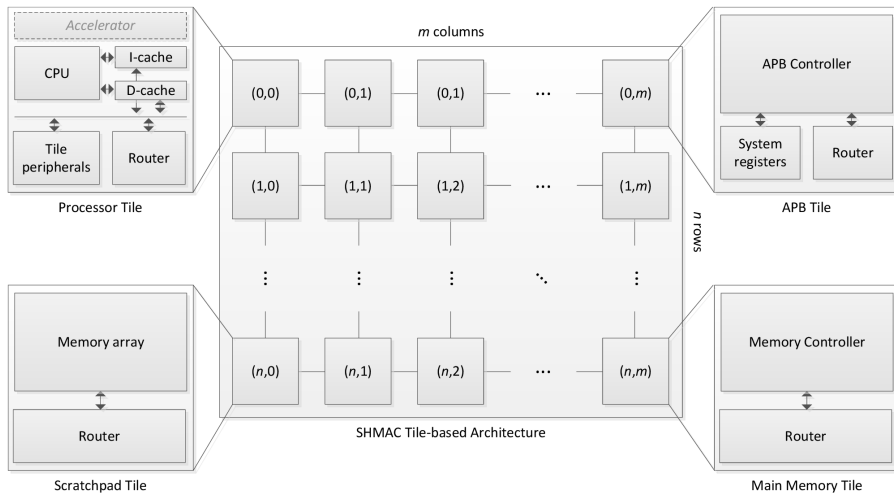 Accelerator
CPU
I-cache
D-cache
Tile
peripherals
Router
Processor Tile
m columns
(0,0)
(0,1)
(0,1)
...
(0,m)
(1,0)
(1,1)
(1,2)
...
(1,m)
n rows
(n,0)
(n,1)
(n,2)
...
(n,m)
SHMAC Tile-based Architecture
APB Controller
System
registers
Router
APB Tile
Memory array
Router
Scratchpad Tile
Memory Controller
Router
Main Memory Tile